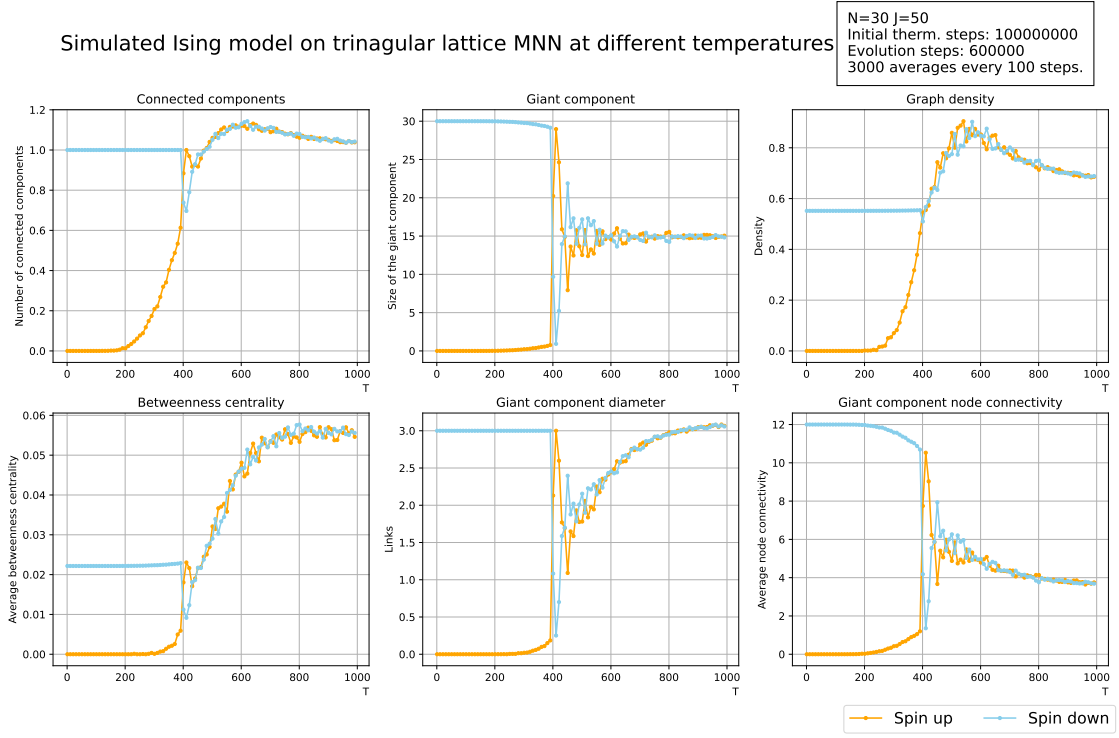 Simulated Ising model on trinagular lattice MNN at different temperatures
N=30 J=50
Initial therm. steps: 100000000
Evolution steps: 600000
3000 averages every 100 steps.
Connected components
Number of connected components
1.2
1.0
0.8
0.6
0.4
0.2
0.0
0 200 400 600 800 1000
T
Giant component
Size of the giant component
30
25
20
15
10
5
0
0 200 400 600 800 1000
T
Graph density
Density
0.8
0.6
0.4
0.2
0.0
0 200 400 600 800 1000
T
Betweenness centrality
Average betweenness centrality
0.06
0.05
0.04
0.03
0.02
0.01
0.00
0 200 400 600 800 1000
T
Giant component diameter
Links
3.0
2.5
2.0
1.5
1.0
0.5
0.0
0 200 400 600 800 1000
T
Giant component node connectivity
Average node connectivity
12
10
8
6
4
2
0
0 200 400 600 800 1000
T
Spin up Spin down